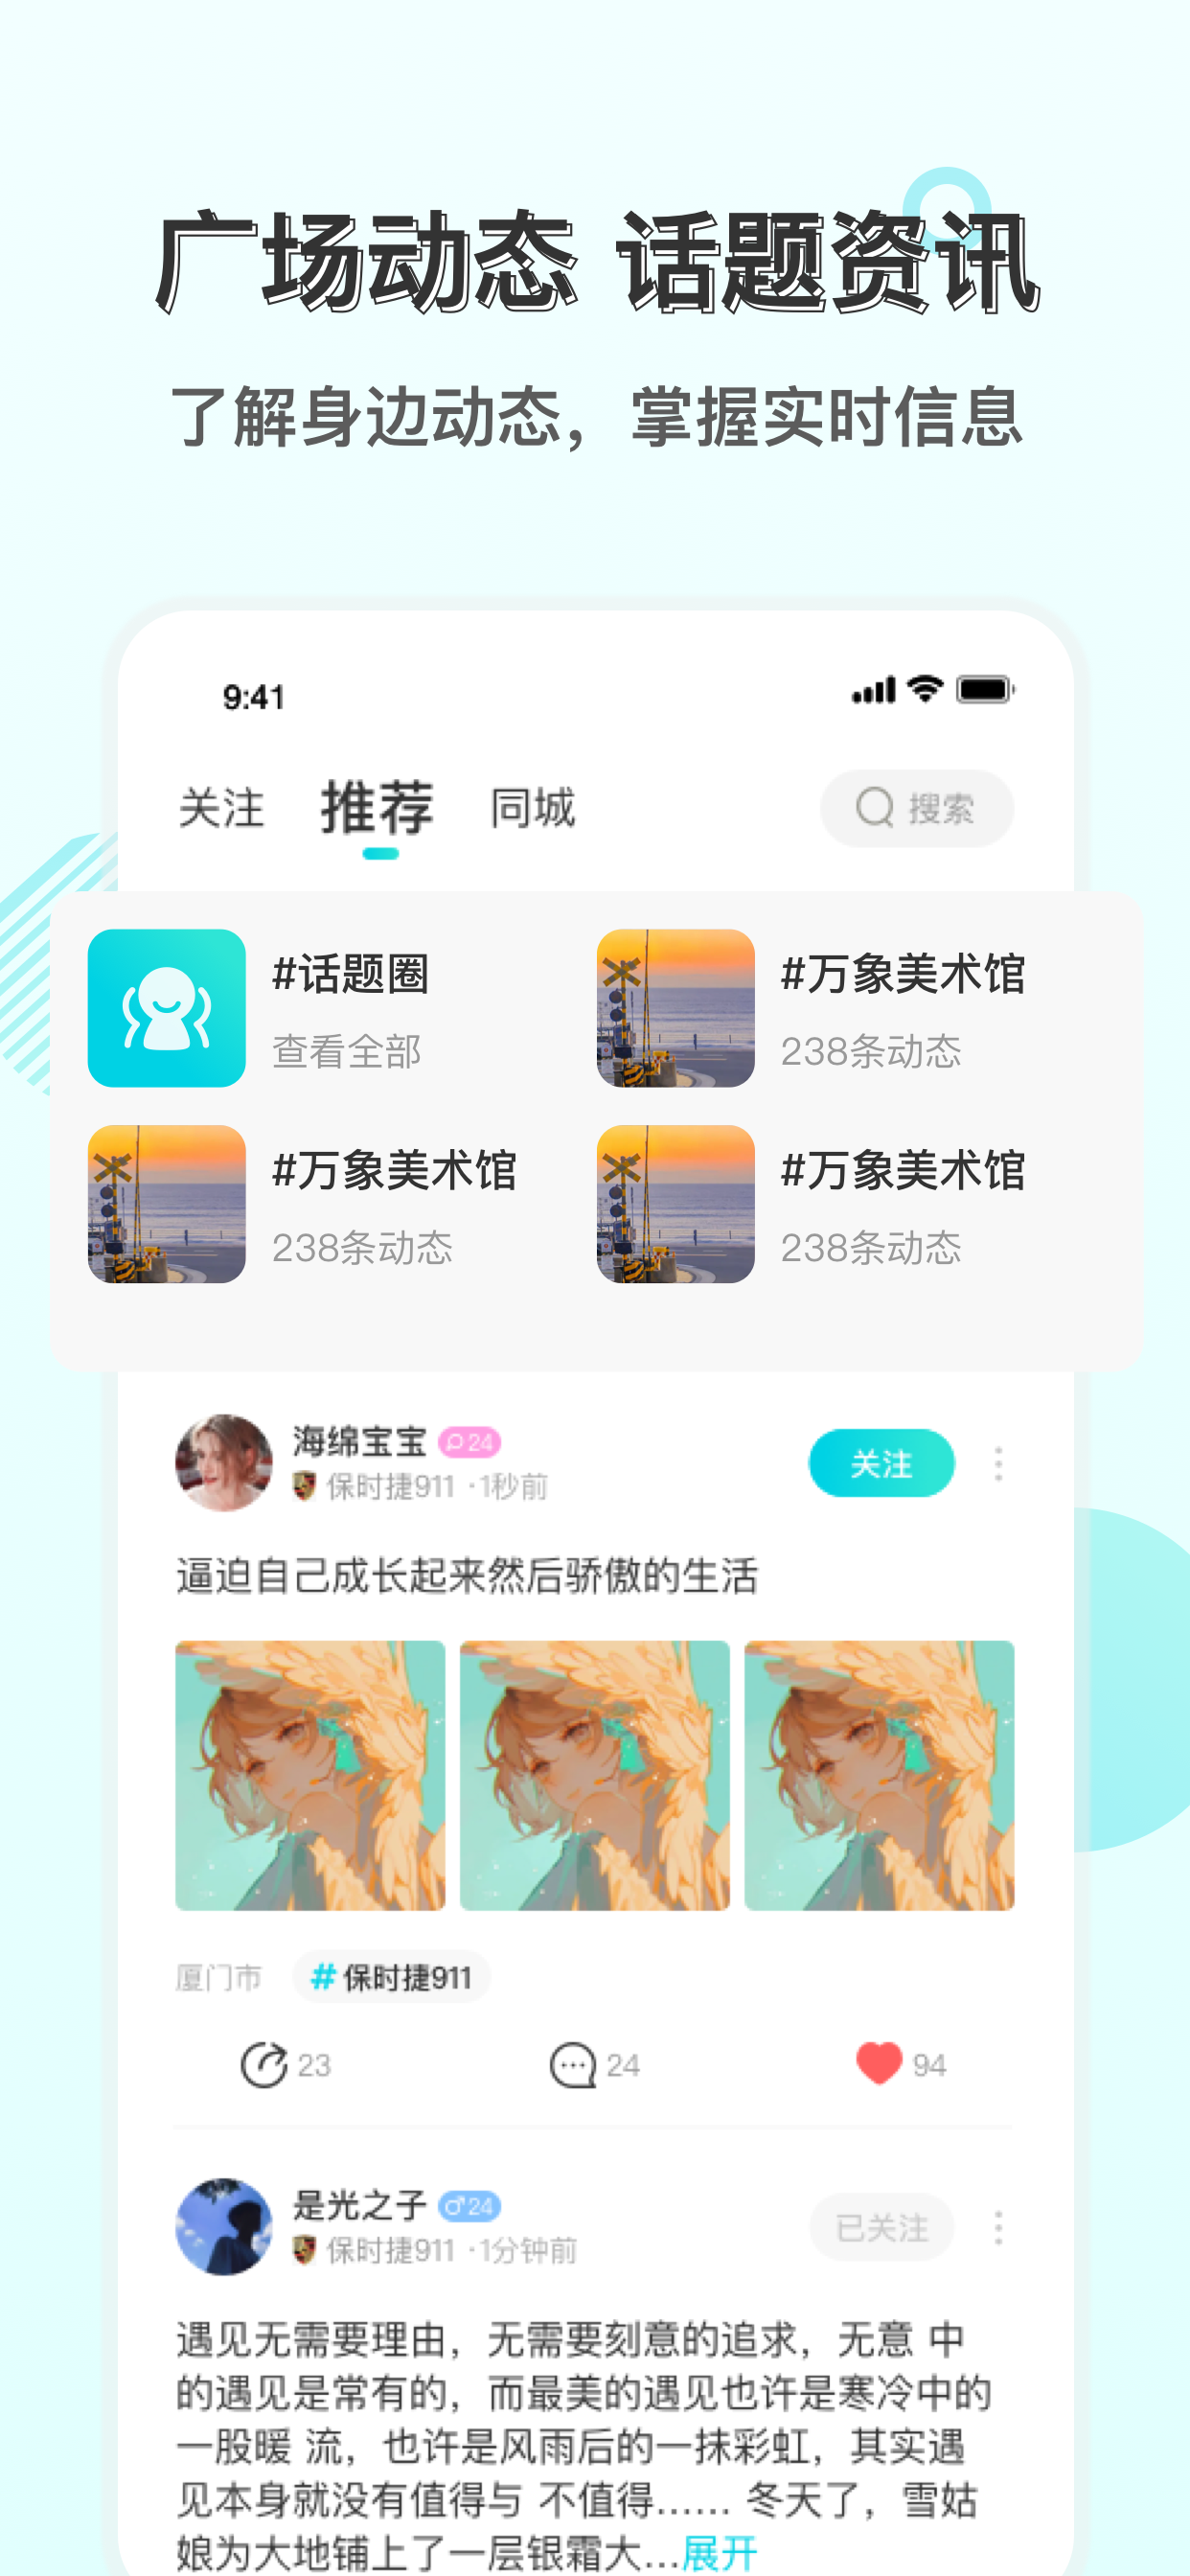 广场动态 话题资讯
了解身边动态，掌握实时信息
9:41
关注 推荐 同城 搜索
#话题圈
查看全部
#万象美术馆
238条动态
#万象美术馆
238条动态
#万象美术馆
238条动态
海绵宝宝 24
保时捷911 ·1秒前
关注
逼迫自己成长起来然后骄傲的生活
厦门市 #保时捷911
23 24 94
是光之子 24
保时捷911 ·1分钟前
已关注
遇见无需要理由，无需要刻意的追求，无意 中
的遇见是常有的，而最美的遇见也许是寒冷中的
一股暖 流，也许是风雨后的一抹彩虹，其实遇
见本身就没有值得与 不值得…… 冬天了，雪姑
娘为大地铺上了一层银霜大...展开